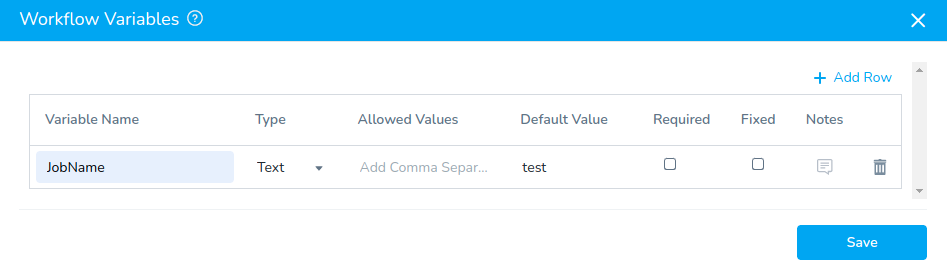 Workflow Variables ?
+ Add Row
Variable Name Type Allowed Values Default Value Required Fixed Notes
JobName Text Add Comma Separ... test
Save